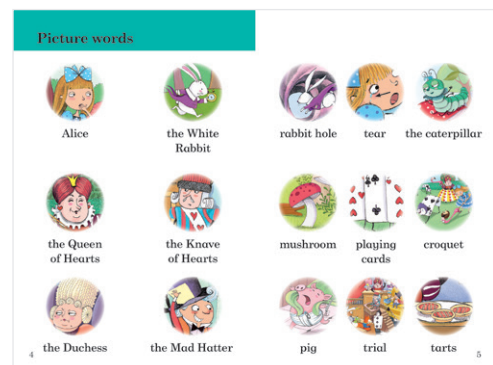 Picture words
Alice
the White
Rabbit
the Queen
of Hearts
the Knave
of Hearts
the Duchess
the Mad Hatter
4
rabbit hole
tear
the caterpillar
mushroom
playing
cards
croquet
pig
trial
tarts
5